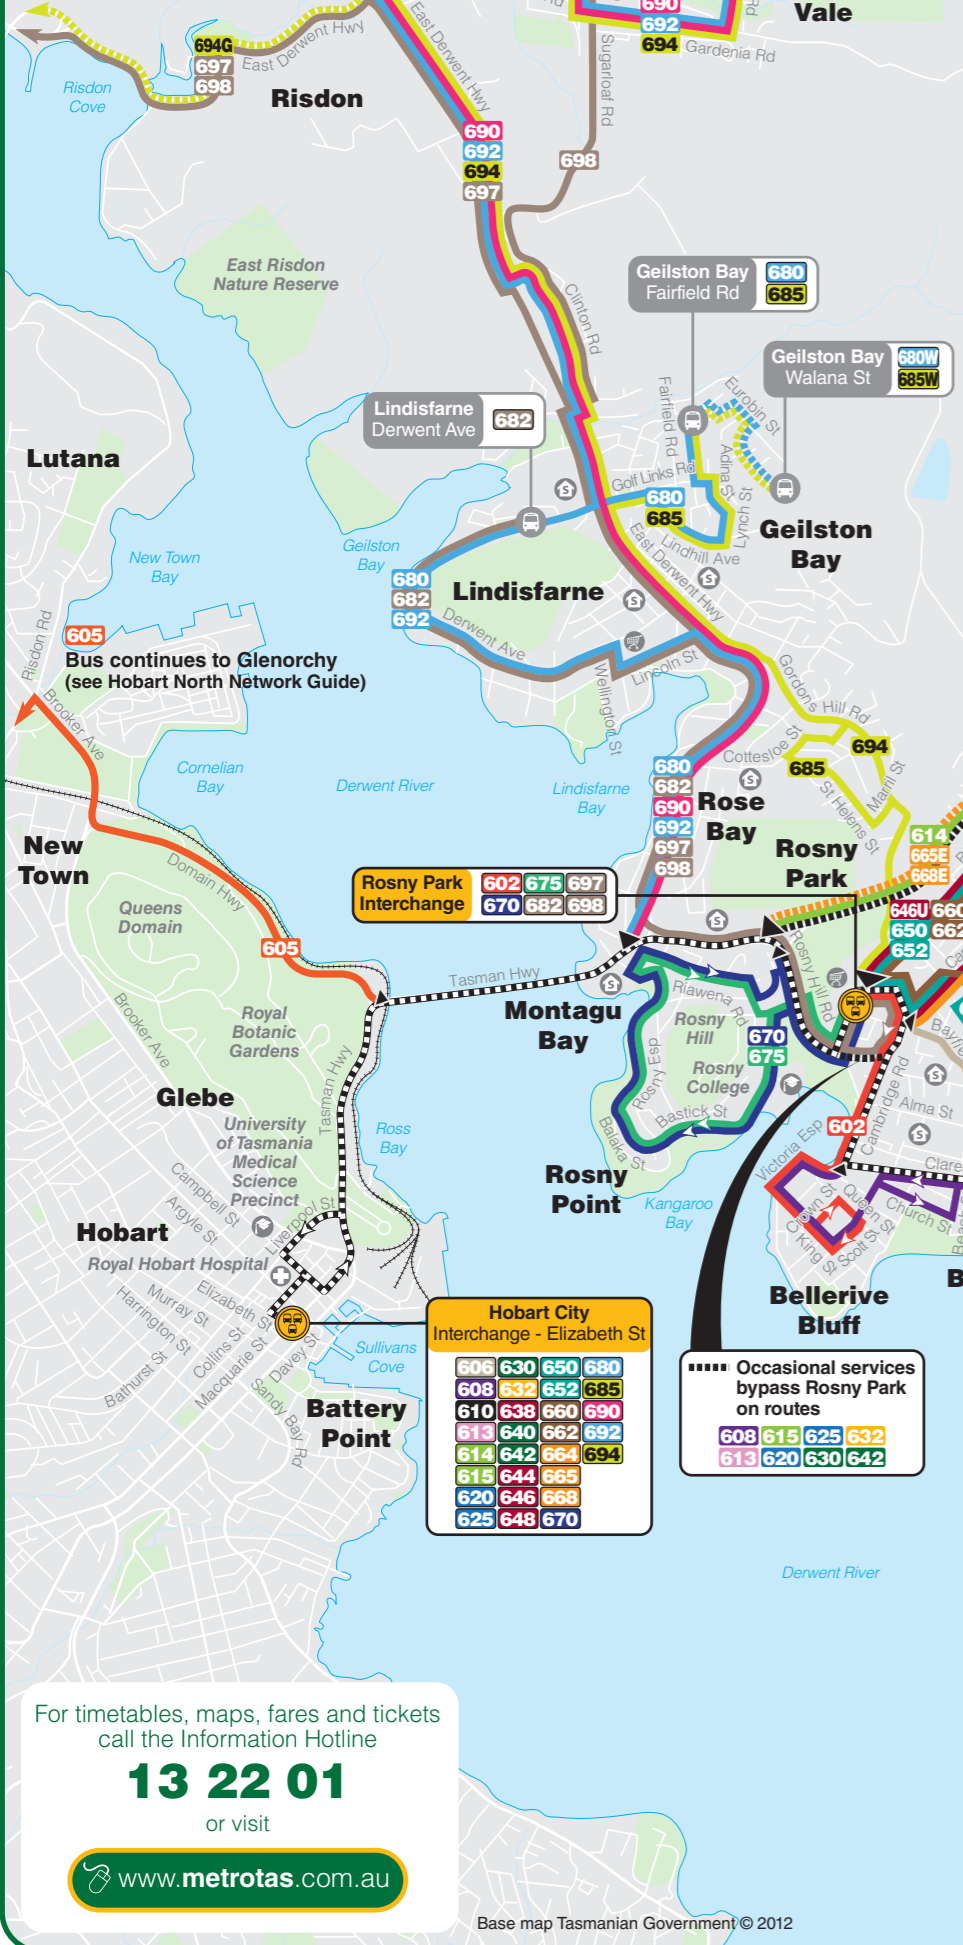 690
692
694
Vale
Gardenia Rd
Rd
East Derwent Hwy
694G
697
698
East Derwent Hwy
Risdon
Cove
Risdon
Sugarloaf Rd
690
692
694
697
698
East Risdon
Nature Reserve
Geilston Bay
Fairfield Rd
680
685
Clinton Rd
Geilston Bay
Walana St
680W
685W
Lindisfarne
Derwent Ave
682
Fairfield Rd
Eurobin St
Adina St
Lynch St
Golf Links Rd
680
685
Lindhill Ave
Geilston
Bay
Lutana
New Town
Bay
Geilston
Bay
East Derwent Hwy
680
682
692
Lindisfarne
Derwent Ave
Wellington St
Lincoln St
Risdon Rd
605
Bus continues to Glenorchy
(see Hobart North Network Guide)
Brooker Ave
Gordons Hill Rd
Cottesloe St
694
685
St Helens St
Marril St
Cornelian
Bay
Derwent River
Lindisfarne
Bay
680
682
690
692
697
698
Rose
Bay
Rosny
Park
614
665E
668E
New
Town
Domain Hwy
Queens
Domain
Rosny Park
Interchange
602 675 697
670 682 698
646U 660
650 662
652
605
Tasman Hwy
Rosny Hill Rd
Montagu
Bay
Riawena Rd
Rosny
Hill
670
675
Rosny
College
Rosny Esp
Bastick St
Balaka St
Brooker Ave
Royal
Botanic
Gardens
Tasman Hwy
Glebe
University
of Tasmania
Medical
Science
Precinct
Ross
Bay
Cambridge Rd
Alma St
602
Victoria Esp
Rosny
Point
Kangaroo
Bay
Crown St
Queen St
King St
Scott St
Church St
Campbell St
Argyle St
Liverpool St
Hobart
Royal Hobart Hospital
Bellerive
Bluff
B
Elizabeth St
Murray St
Harrington St
Collins St
Macquarie St
Bathurst St
Davey St
Sandy Bay Rd
Sullivans
Cove
Battery
Point
Hobart City
Interchange - Elizabeth St
606 630 650 680
608 632 652 685
610 638 660 690
613 640 662 692
614 642 664 694
615 644 665
620 646 668
625 648 670
Occasional services
bypass Rosny Park
on routes
608 615 625 632
613 620 630 642
Derwent River
For timetables, maps, fares and tickets
call the Information Hotline
13 22 01
or visit
www.metrotas.com.au
Base map Tasmanian Government © 2012